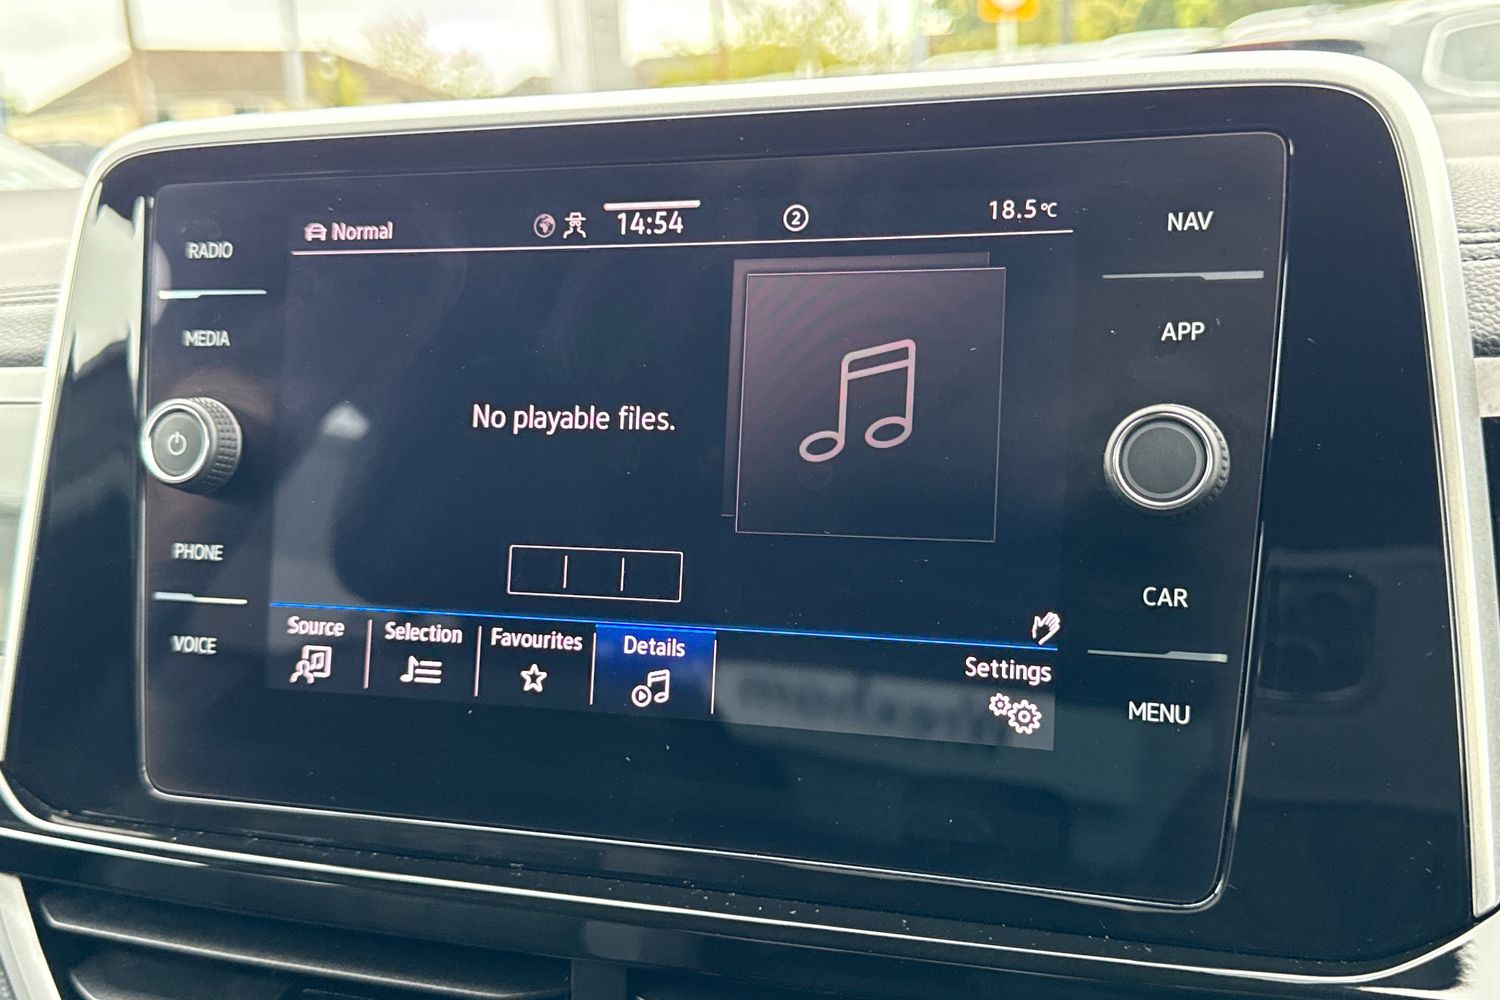 Normal 14:54 2 18.5°C
RADIO
MEDIA
PHONE
VOICE
No playable files.
Source Selection Favourites Details Settings
NAV
APP
CAR
MENU